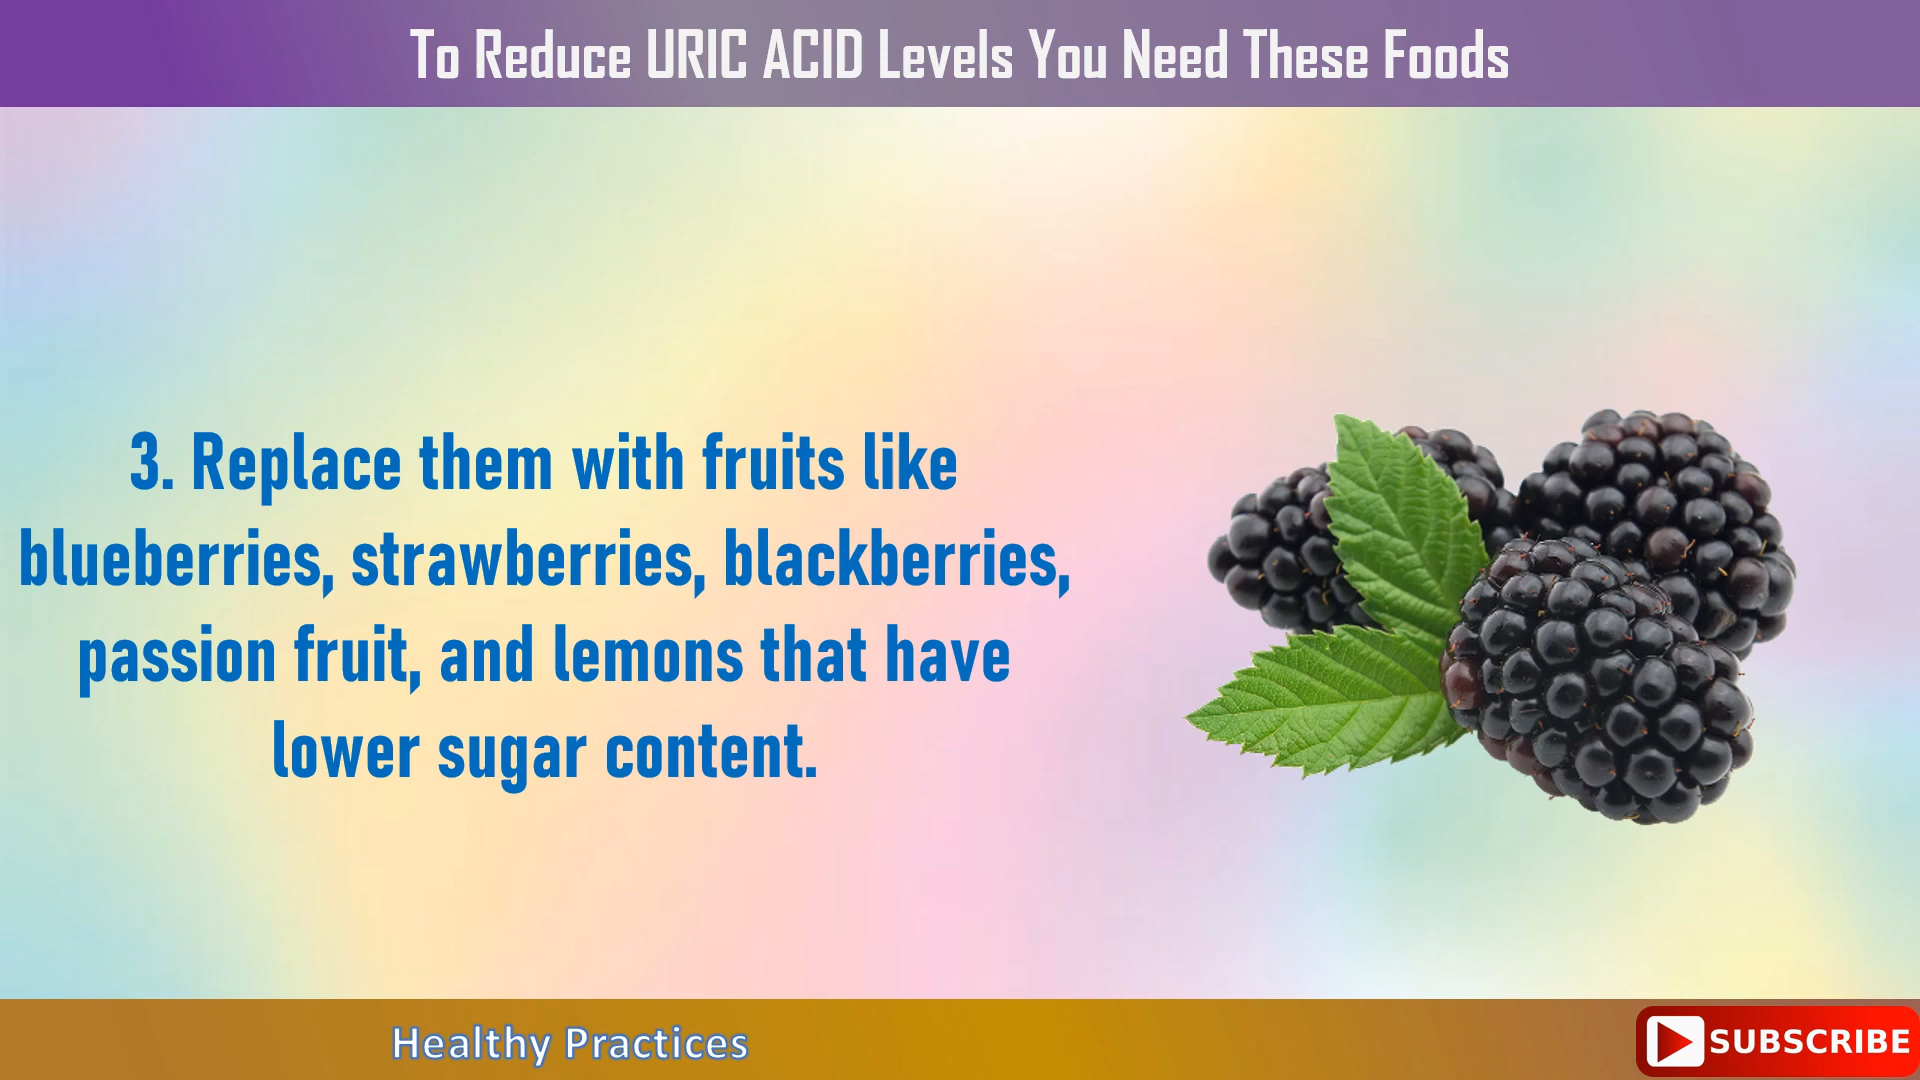 To Reduce URIC ACID Levels You Need These Foods
3. Replace them with fruits like
blueberries, strawberries, blackberries,
passion fruit, and lemons that have
lower sugar content.
Healthy Practices
SUBSCRIBE